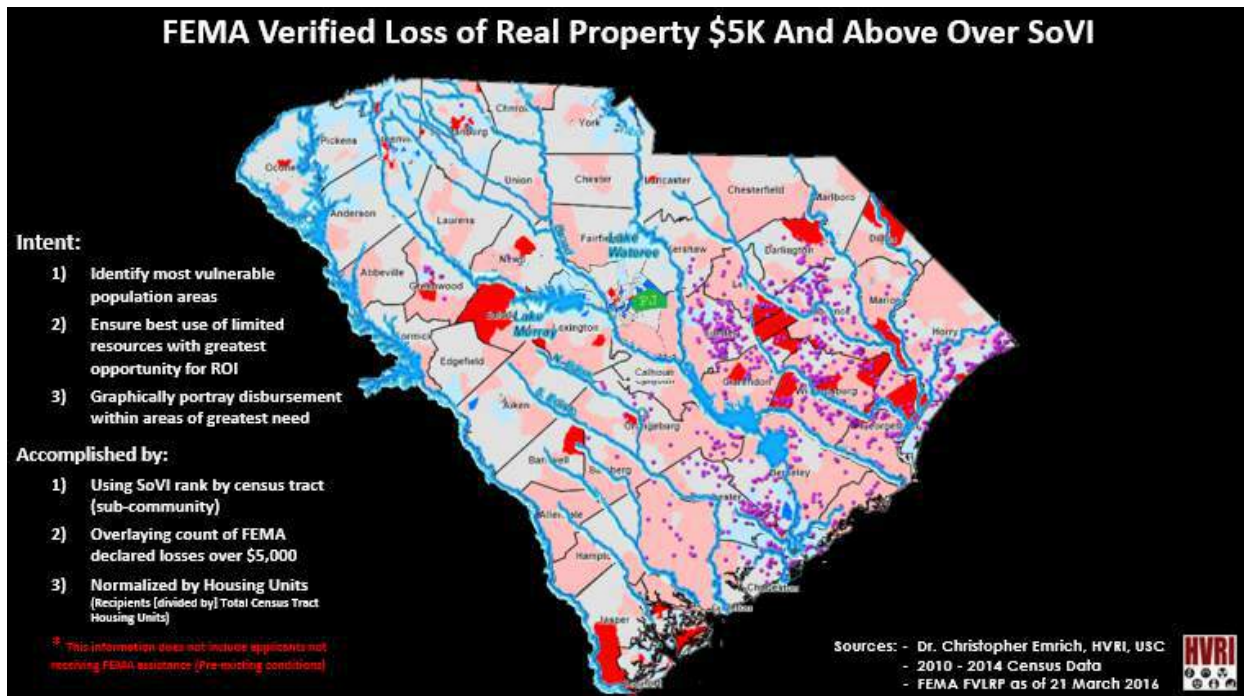 FEMA Verified Loss of Real Property $5K And Above Over SoVI
Intent:
1) Identify most vulnerable
population areas
2) Ensure best use of limited
resources with greatest
opportunity for ROI
3) Graphically portray disbursement
within areas of greatest need
Accomplished by:
1) Using SoVI rank by census tract
(sub-community)
2) Overlaying count of FEMA
declared losses over $5,000
3) Normalized by Housing Units
(Recipients [divided by] Total Census Tract
Housing Units)
* This information does not include applicants not
receiving FEMA assistance (Pre-existing conditions)
York
Pickens
Union
Chester
Lancaster
Chesterfield
Marlboro
Anderson
Laurens
Lake
Wateree
Darlington
Abbeville
Greenwood
Marion
Horry
Lake
Murray
Edgefield
Calhoun
Clarendon
Aiken
Orangeburg
Berkeley
Jasper
Charleston
Sources: - Dr. Christopher Emrich, HVRI, USC
- 2010 - 2014 Census Data
- FEMA FVLRP as of 21 March 2016
HVRI